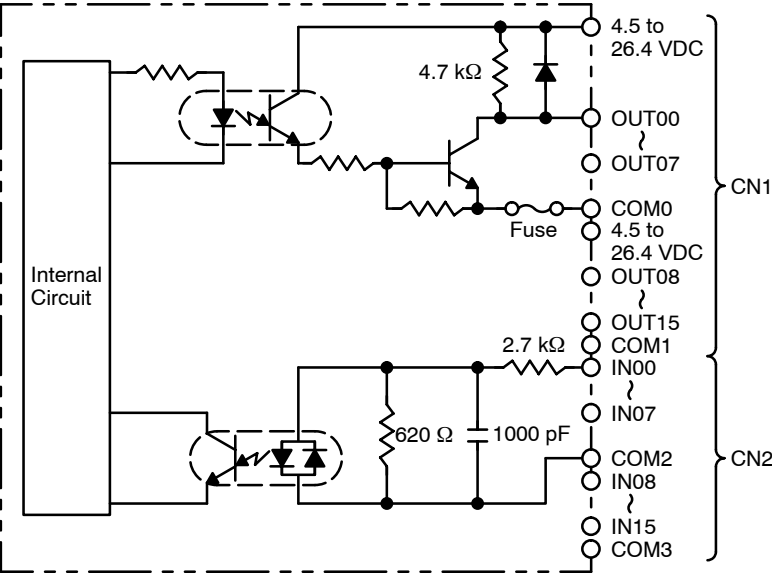 4.5 to
26.4 VDC
4.7 kΩ
OUT00
~
OUT07
CN1
COM0
Fuse
4.5 to
26.4 VDC
Internal
Circuit
OUT08
~
OUT15
2.7 kΩ
COM1
IN00
~
IN07
620 Ω
1000 pF
COM2
CN2
IN08
~
IN15
COM3